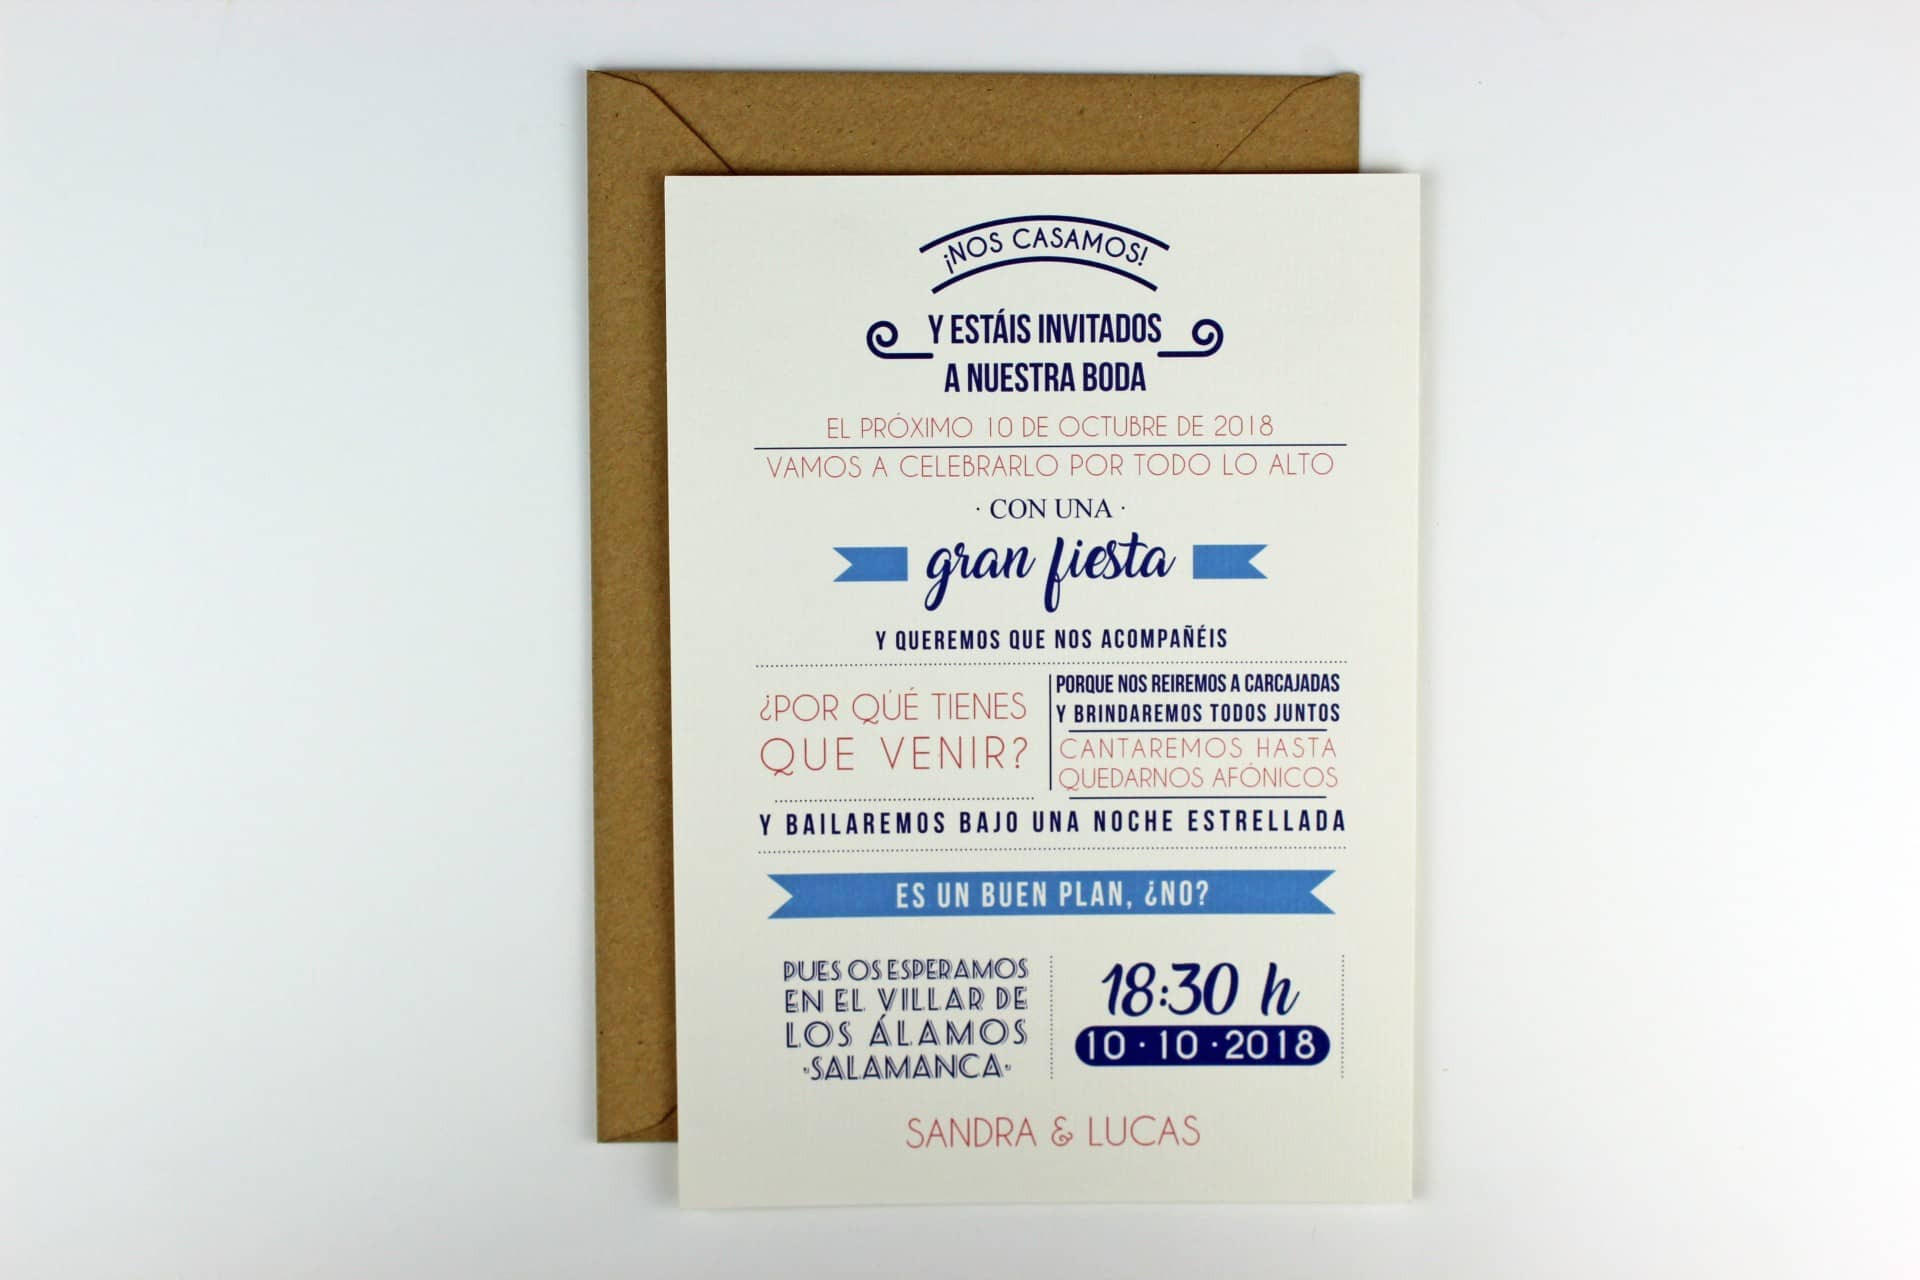 ¡NOS CASAMOS!
Y ESTÁIS INVITADOS
A NUESTRA BODA
EL PRÓXIMO 10 DE OCTUBRE DE 2018
VAMOS A CELEBRARLO POR TODO LO ALTO
· CON UNA ·
gran fiesta
Y QUEREMOS QUE NOS ACOMPAÑÉIS
¿POR QÚÉ TIENES
QUE VENIR?
PORQUE NOS REIREMOS A CARCAJADAS
Y BRINDAREMOS TODOS JUNTOS
CANTAREMOS HASTA
QUEDARNOS AFÓNICOS
Y BAILAREMOS BAJO UNA NOCHE ESTRELLADA
ES UN BUEN PLAN, ¿NO?
PUES OS ESPERAMOS
EN EL VILLAR DE
LOS ÁLAMOS
·SALAMANCA·
18:30 h
10·10·2018
SANDRA & LUCAS